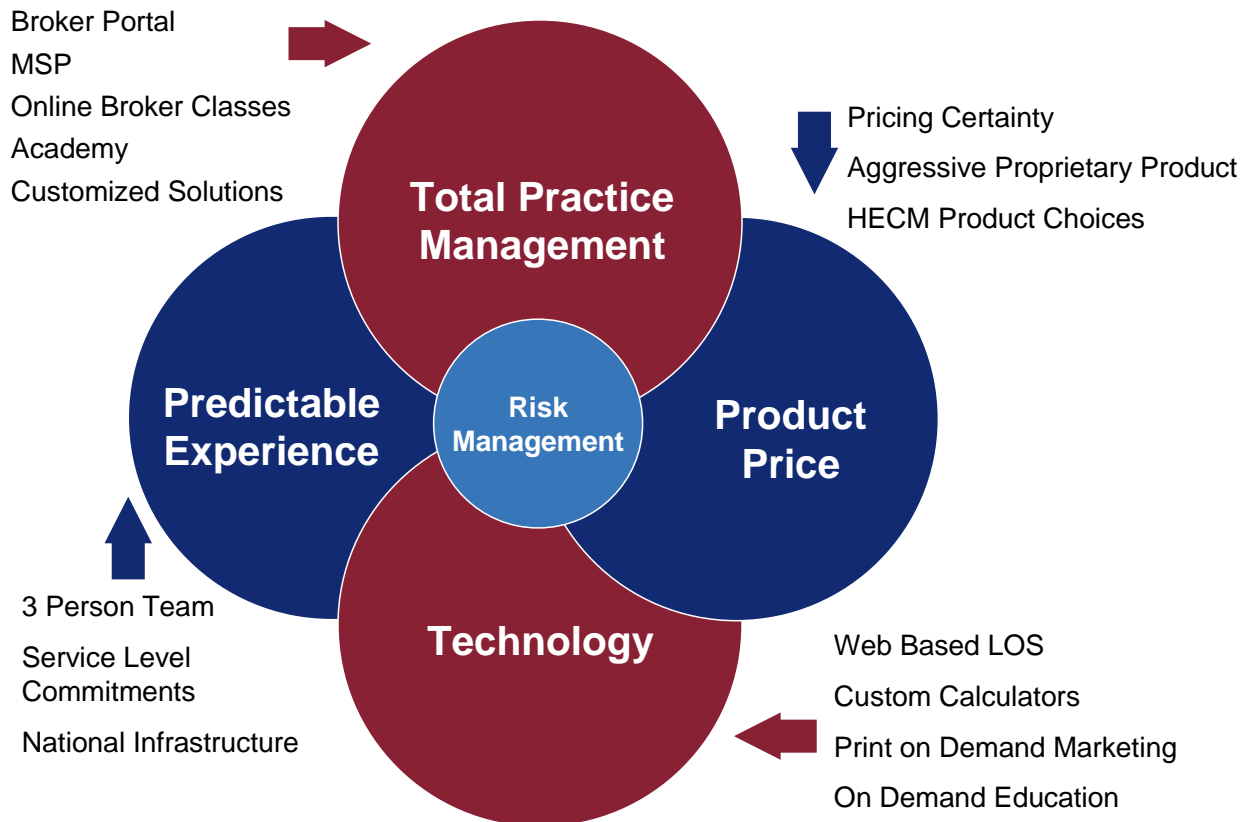 Broker Portal
MSP
Online Broker Classes
Academy
Customized Solutions
Pricing Certainty
Aggressive Proprietary Product
HECM Product Choices
Total Practice
Management
Predictable
Experience
Risk
Management
Product
Price
3 Person Team
Service Level
Commitments
National Infrastructure
Technology
Web Based LOS
Custom Calculators
Print on Demand Marketing
On Demand Education